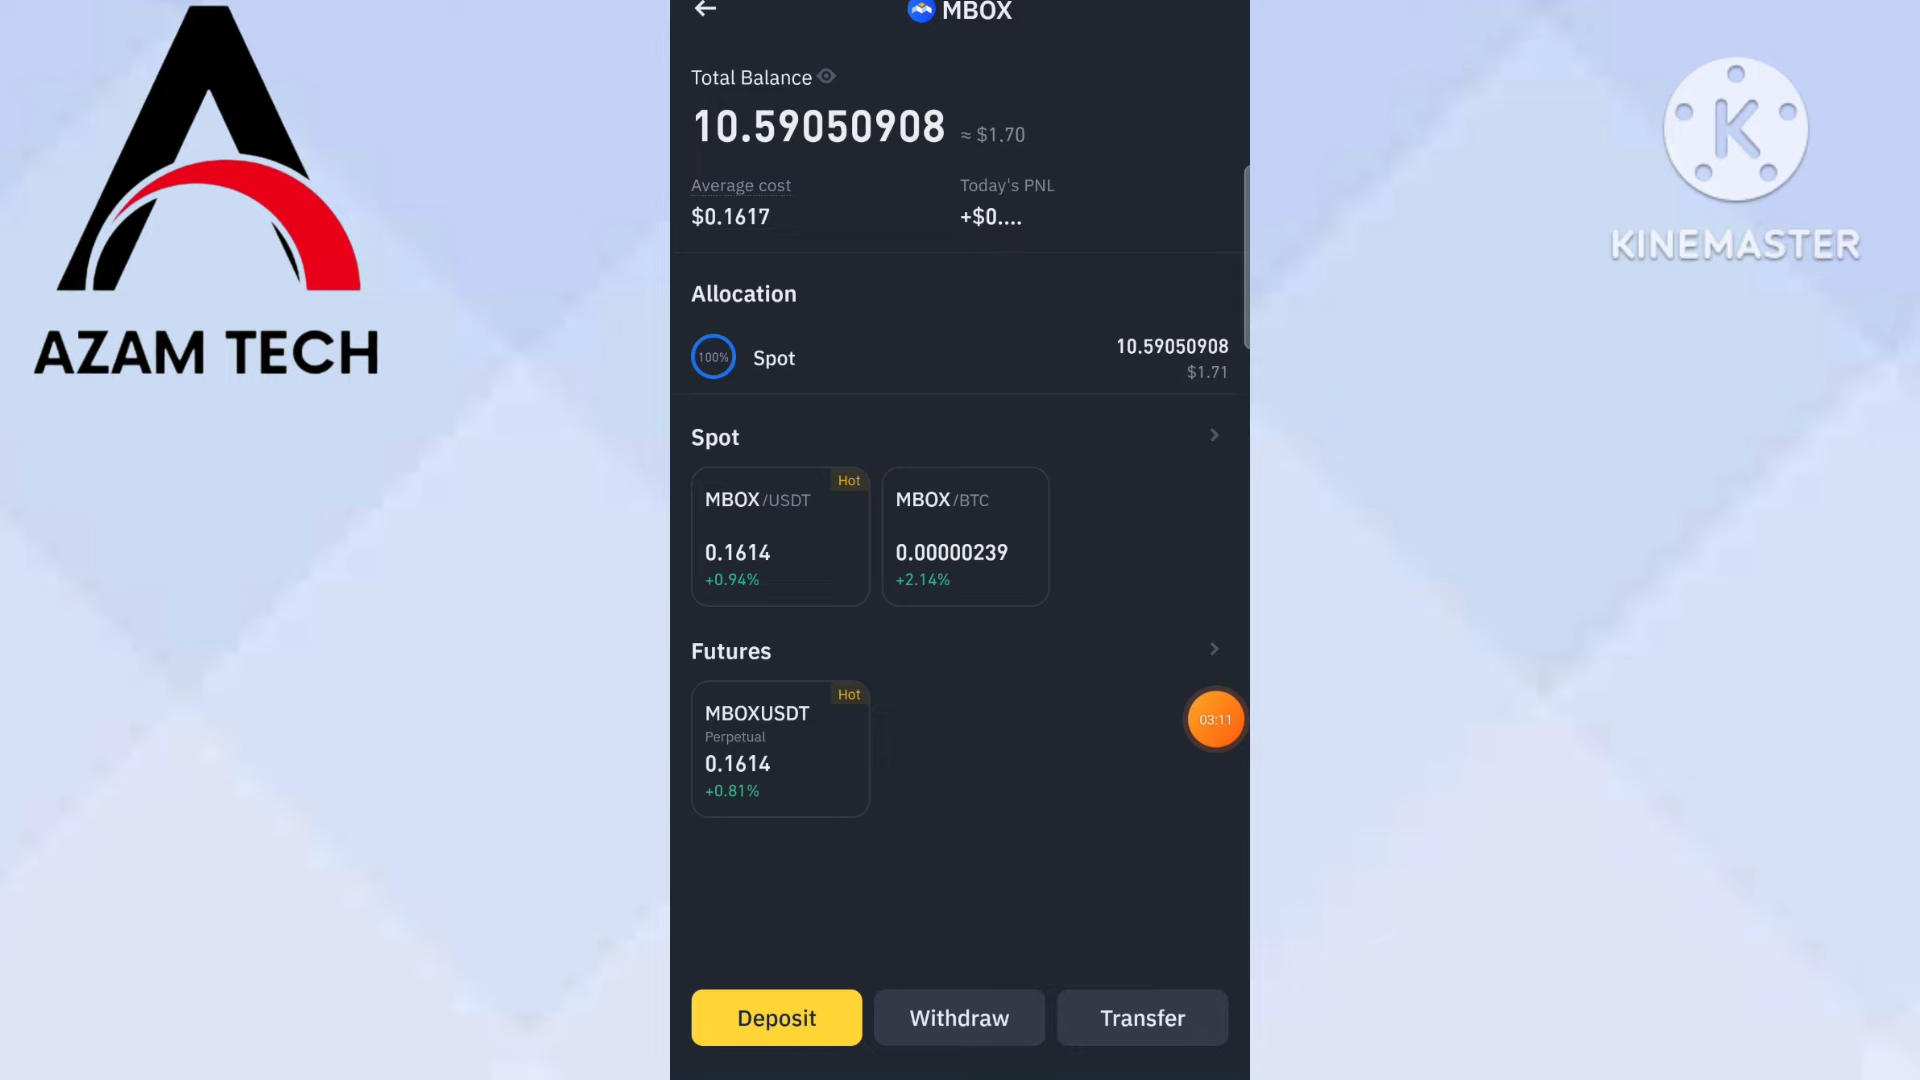 AZAM TECH
K
KINEMASTER
MBOX
Total Balance
10.59050908 ≈ $1.70
Average cost Today's PNL
$0.1617 +$0....
Allocation
100% Spot 10.59050908
$1.71
Spot
Hot
MBOX/USDT MBOX/BTC
0.1614 0.00000239
+0.94% +2.14%
Futures
Hot
MBOXUSDT
Perpetual
0.1614
+0.81%
03:11
Deposit Withdraw Transfer